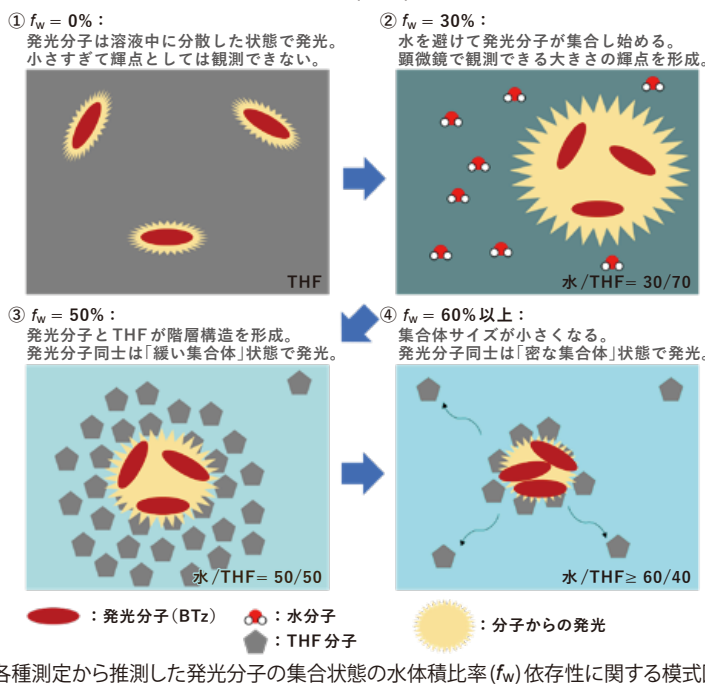 ① fw = 0%：
発光分子は溶液中に分散した状態で発光。
小さすぎて輝点としては観測できない。
THF
② fw = 30%：
水を避けて発光分子が集合し始める。
顕微鏡で観測できる大きさの輝点を形成。
水/THF= 30/70
③ fw = 50%：
発光分子とTHFが階層構造を形成。
発光分子同士は「緩い集合体」状態で発光。
水/THF= 50/50
④ fw = 60%以上：
集合体サイズが小さくなる。
発光分子同士は「密な集合体」状態で発光。
水/THF≥ 60/40
：発光分子(BTz)
：水分子
：THF分子
：分子からの発光
各種測定から推測した発光分子の集合状態の水体積比率(fw)依存性に関する模式図